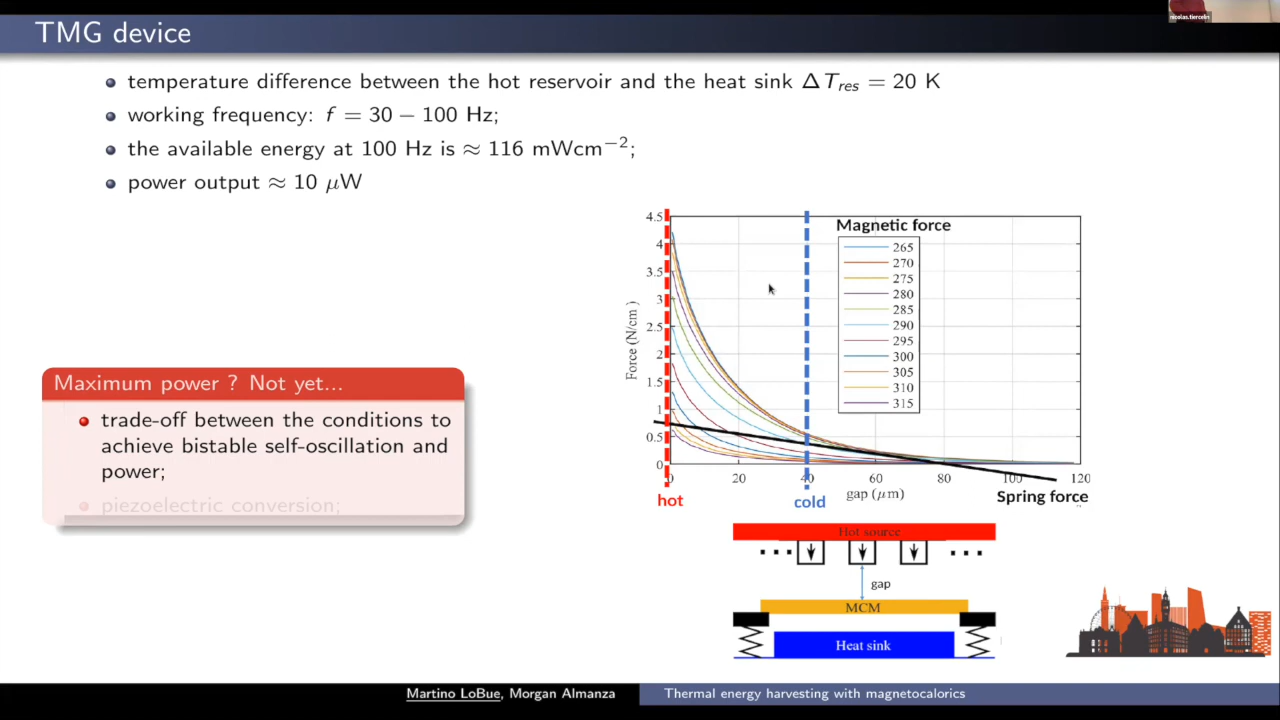 nicolas.tiercelin
TMG device
temperature difference between the hot reservoir and the heat sink ΔT_res = 20 K
working frequency: f = 30 − 100 Hz;
the available energy at 100 Hz is ≈ 116 mWcm⁻²;
power output ≈ 10 μW
Maximum power ? Not yet...
trade-off between the conditions to
achieve bistable self-oscillation and
power;
piezoelectric conversion;
Magnetic force
265
270
275
280
285
290
295
300
305
310
315
4.5
4
3.5
3
2.5
2
1.5
1
0.5
0
Force (N/cm )
0 20 40 60 80 100 120
gap (μm)
hot
cold
Spring force
Hot source
gap
MCM
Heat sink
Martino LoBue, Morgan Almanza
Thermal energy harvesting with magnetocalorics